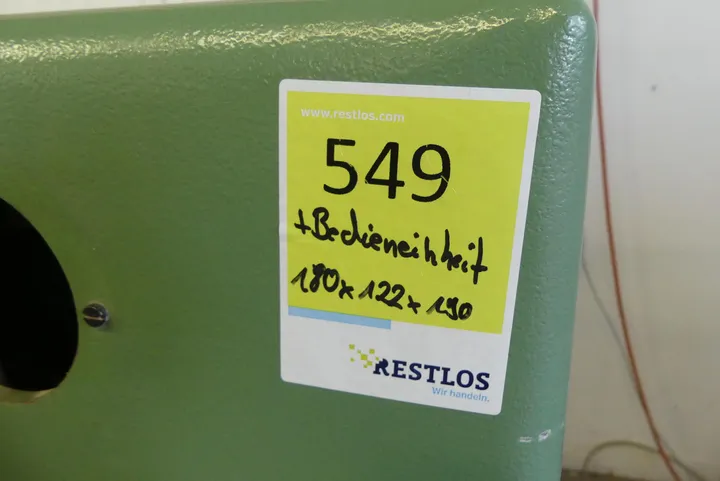 www.restlos.com
549
+Bedieneinheit
180x122x190
RESTLOS
Wir handeln.